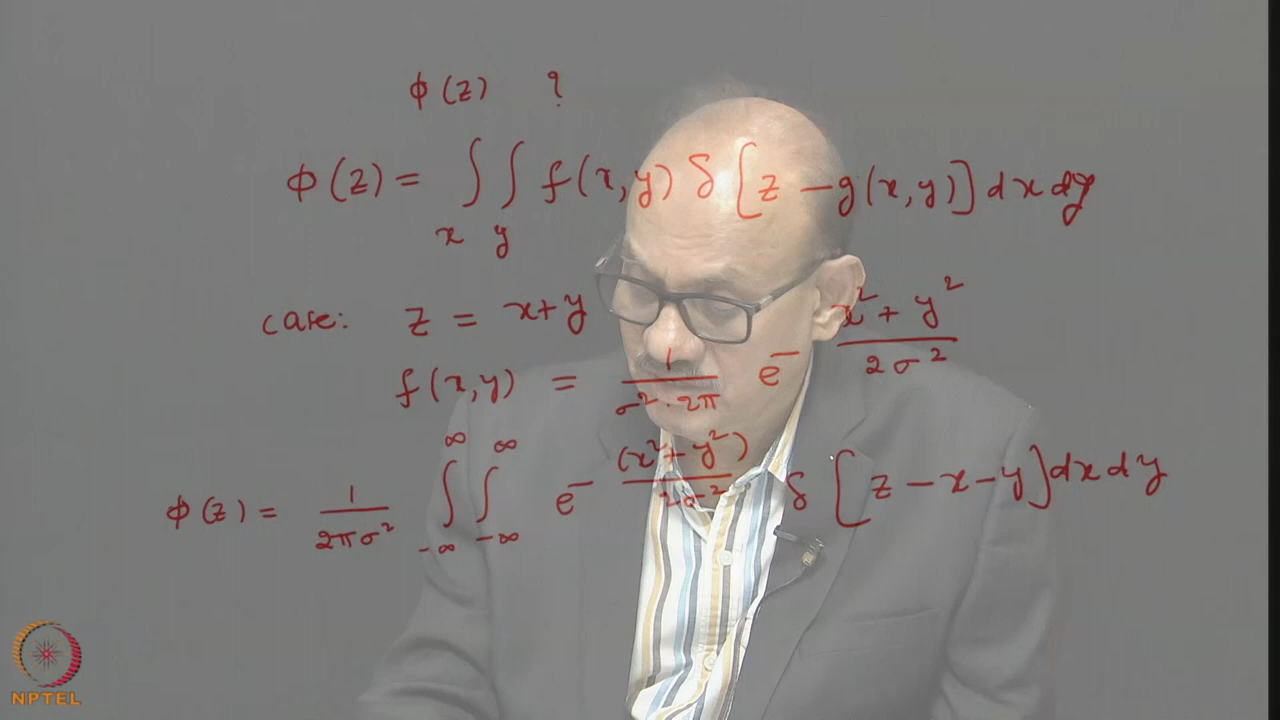 ϕ(z) ?
ϕ(z) = ∫∫ f(x,y) δ[z – g(x,y)] dx dy
x y
case: z = x+y
f(x,y) = 1/(σ²·2π) e^–(x²+y²)/(2σ²)
ϕ(z) = 1/(2πσ²) ∫_{-∞}^{∞} ∫_{-∞}^{∞} e^–(x²+y²)/(2σ²) δ[z – x – y] dx dy
NPTEL